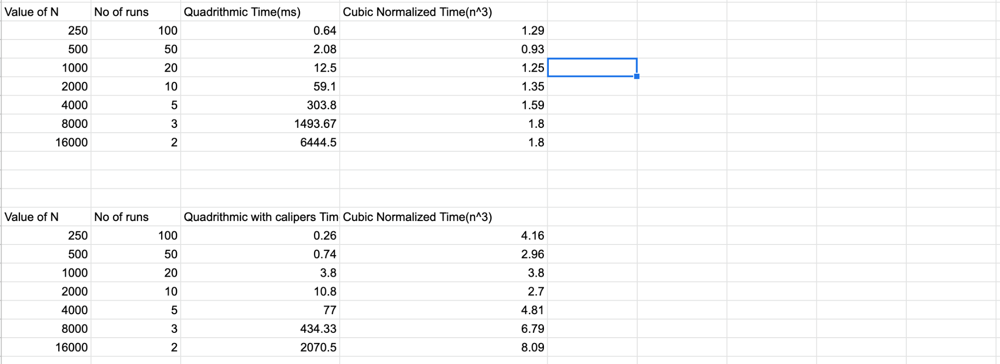 Value of N No of runs Quadrithmic Time(ms) Cubic Normalized Time(n^3)
250 100 0.64 1.29
500 50 2.08 0.93
1000 20 12.5 1.25
2000 10 59.1 1.35
4000 5 303.8 1.59
8000 3 1493.67 1.8
16000 2 6444.5 1.8
Value of N No of runs Quadrithmic with calipers Tim Cubic Normalized Time(n^3)
250 100 0.26 4.16
500 50 0.74 2.96
1000 20 3.8 3.8
2000 10 10.8 2.7
4000 5 77 4.81
8000 3 434.33 6.79
16000 2 2070.5 8.09